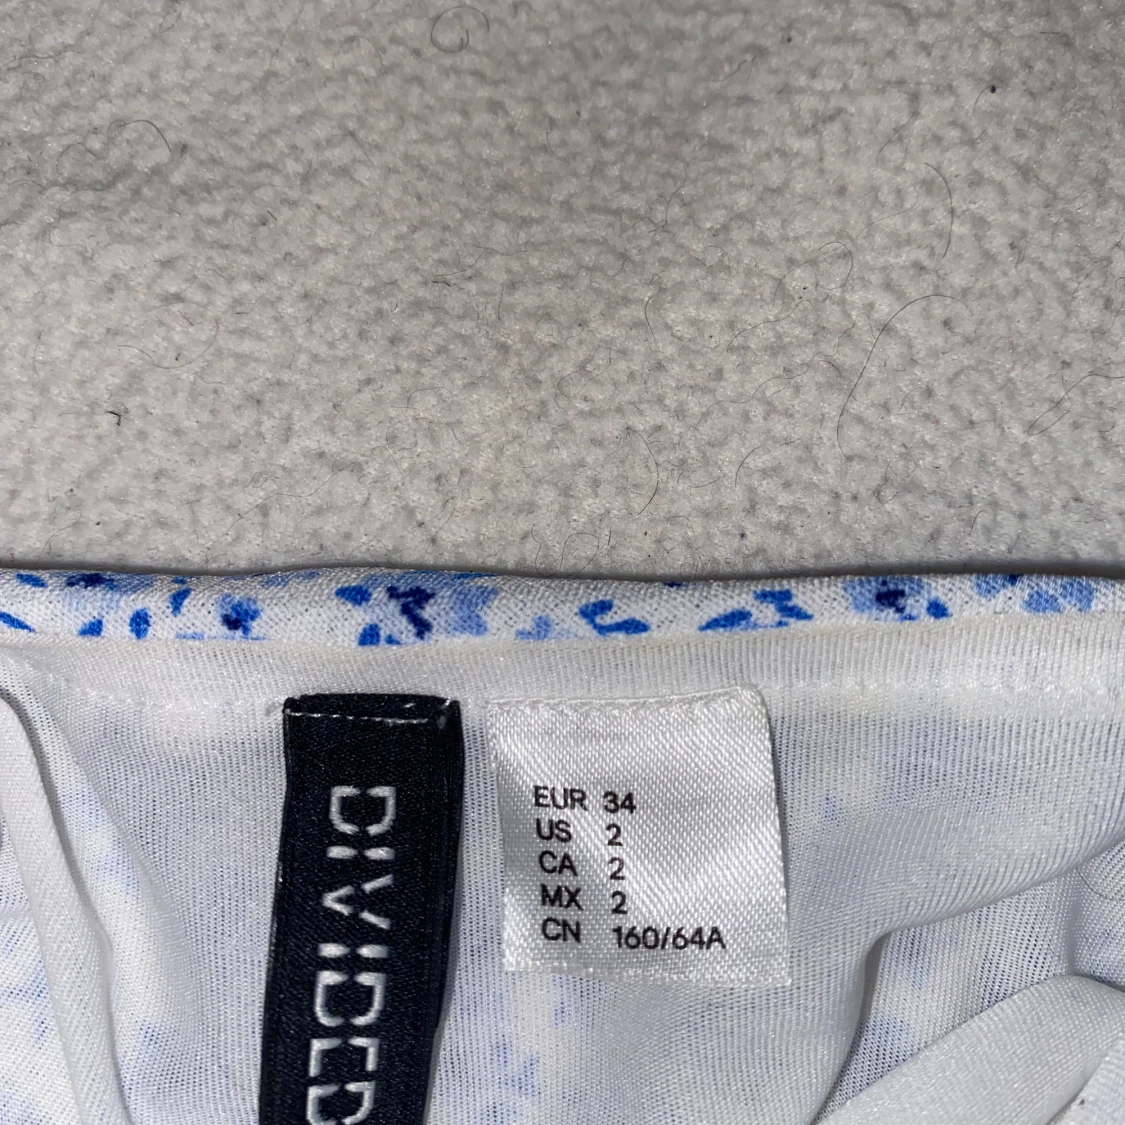 DIVIDED
EUR 34
US 2
CA 2
MX 2
CN 160/64A